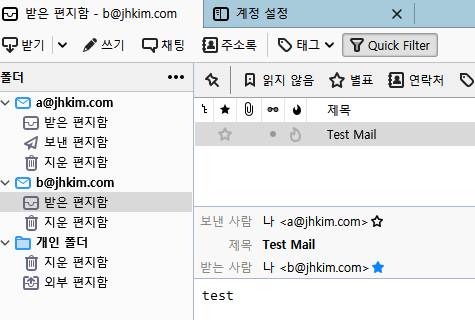 받은 편지함 - b@jhkim.com
계정 설정
받기
쓰기
채팅
주소록
태그
Quick Filter
폴더
읽지 않음
별표
연락처
a@jhkim.com
받은 편지함
보낸 편지함
지운 편지함
b@jhkim.com
받은 편지함
지운 편지함
개인 폴더
지운 편지함
외부 편지함
제목
Test Mail
보낸 사람 나 <a@jhkim.com>
제목 Test Mail
받는 사람 나 <b@jhkim.com>
test